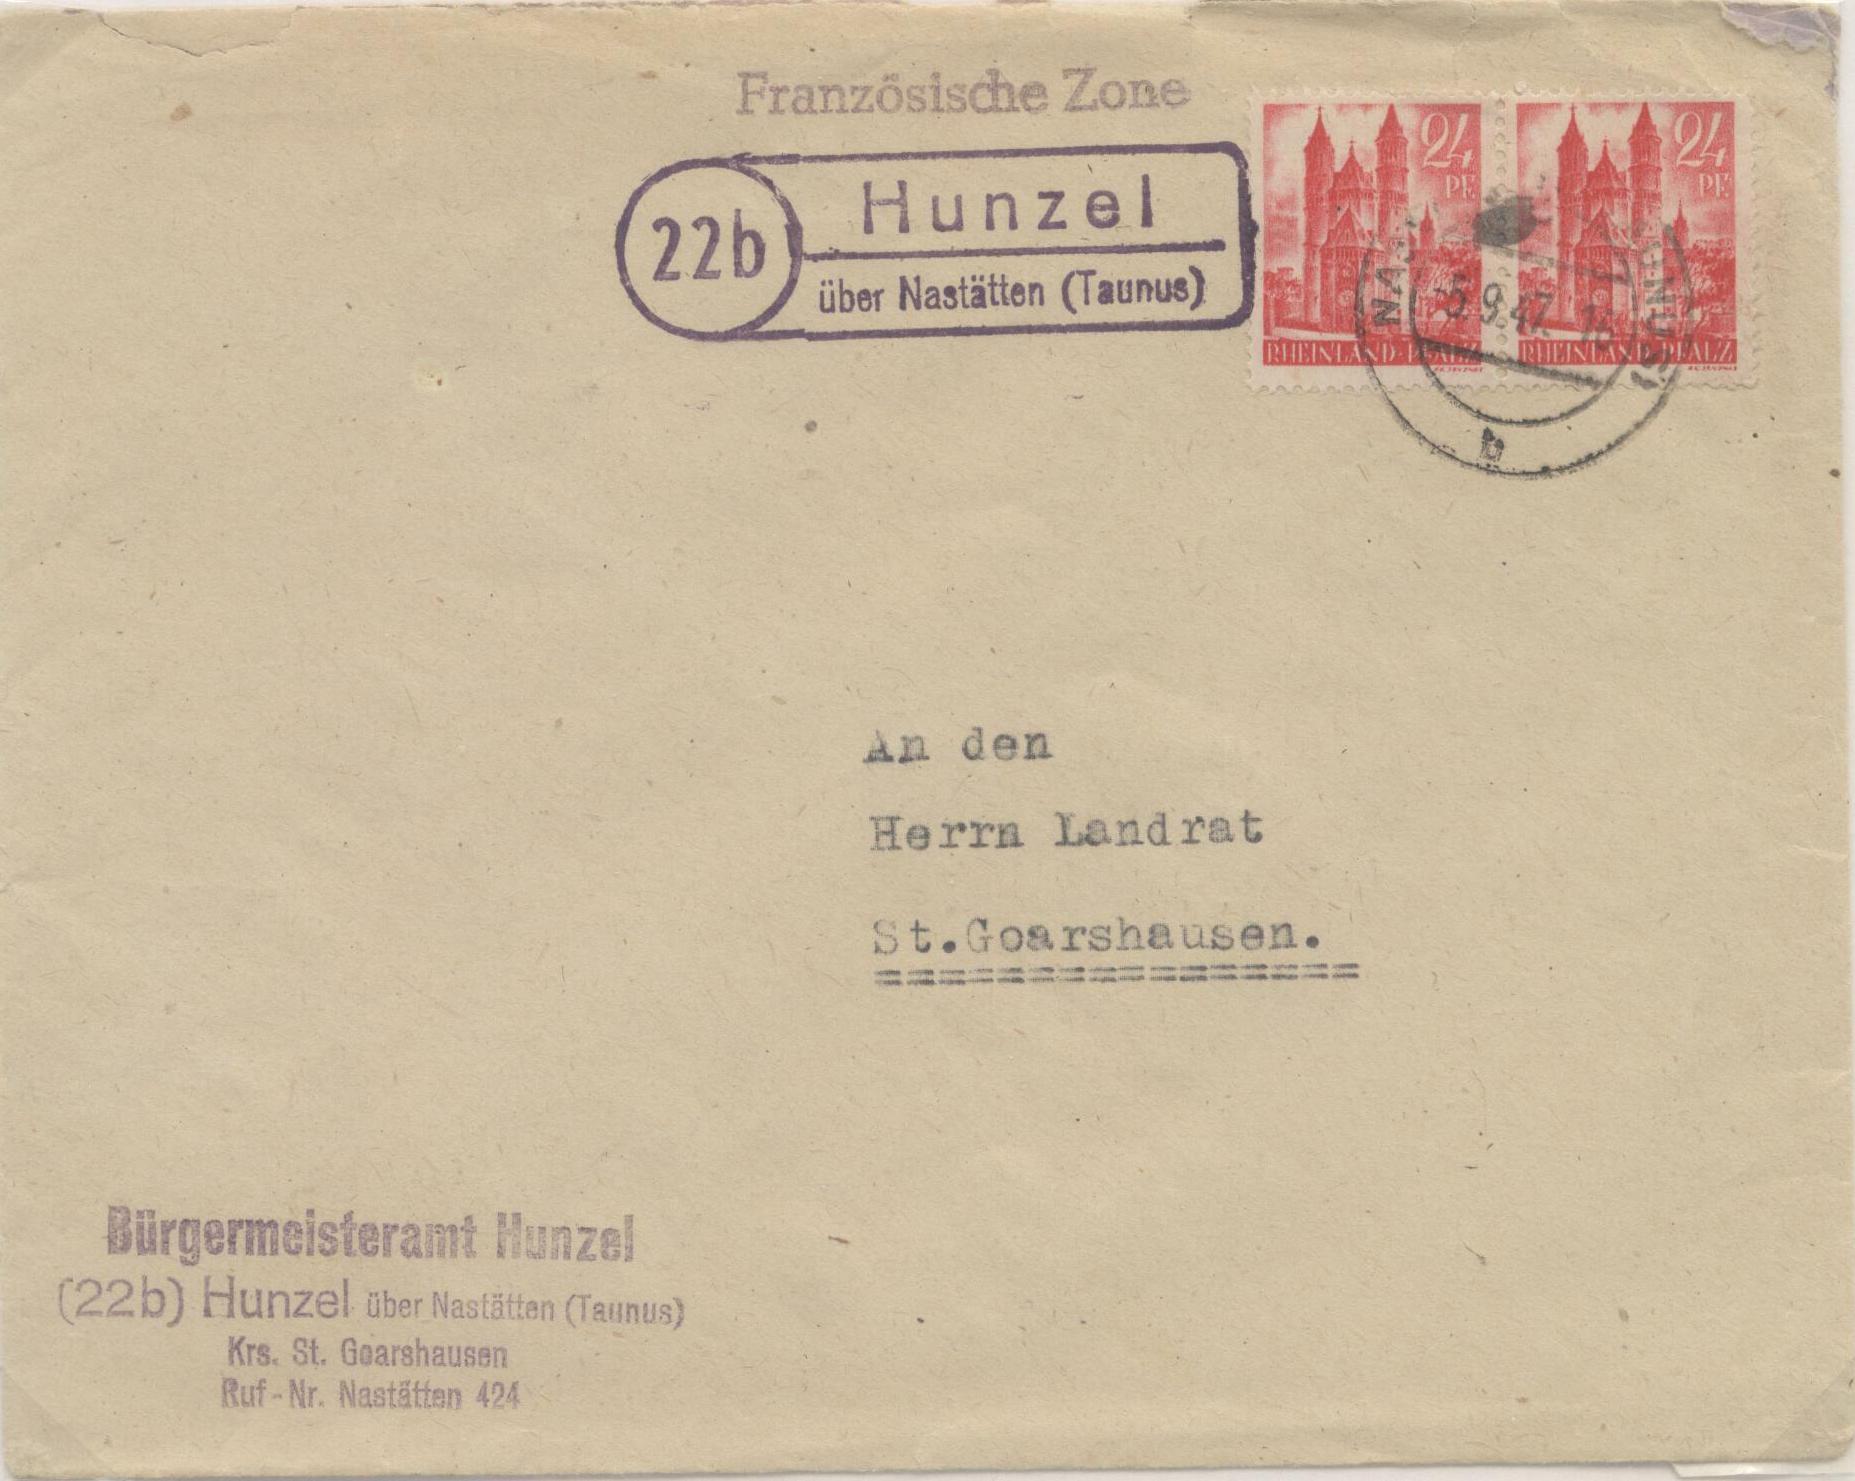 Französische Zone
22b
Hunzel
über Nastätten (Taunus)
24
PF
RHEINLAND-PFALZ
24
PF
RHEINLAND-PFALZ
-5.9.47. 16
b
An den
Herrn Landrat
St.Goarshausen.
================
Bürgermeisteramt Hunzel
(22b) Hunzel über Nastätten (Taunus)
Krs. St. Goarshausen
Ruf-Nr. Nastätten 424